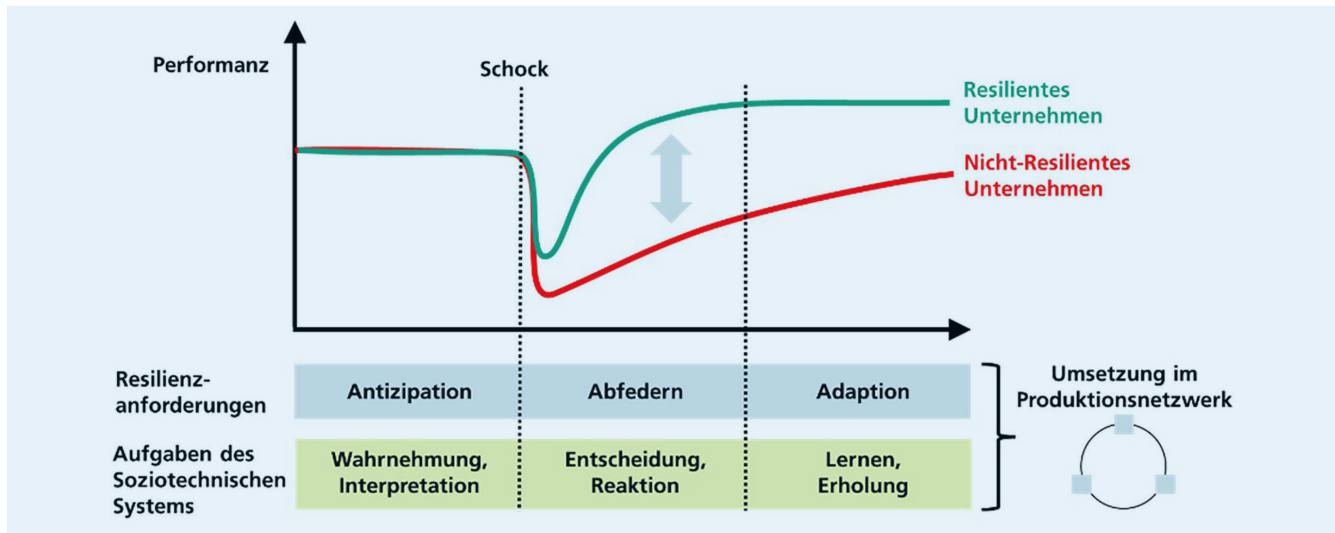 Performanz
Schock
Resilientes
Unternehmen
Nicht-Resilientes
Unternehmen
Resilienz-
anforderungen
Antizipation
Abfedern
Adaption
Umsetzung im
Produktionsnetzwerk
Aufgaben des
Soziotechnischen
Systems
Wahrnehmung,
Interpretation
Entscheidung,
Reaktion
Lernen,
Erholung